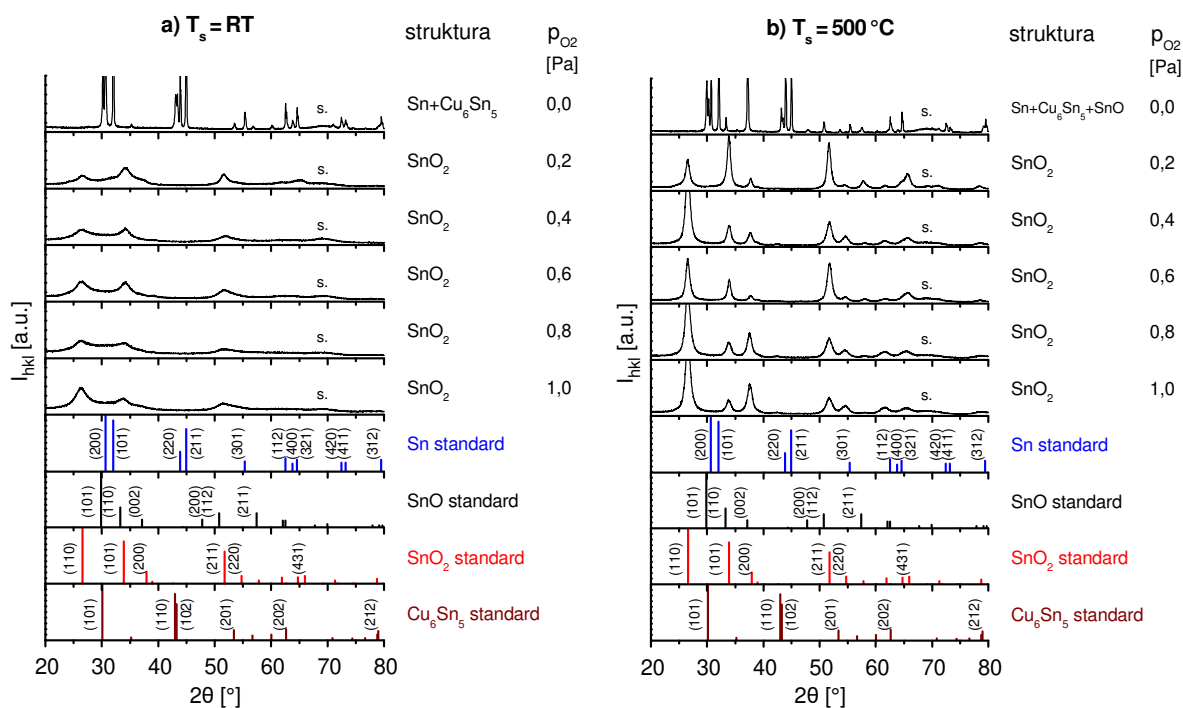 a) Tₛ = RT
struktura
p_O2
[Pa]
s.
Sn+Cu₆Sn₅
0,0
s.
SnO₂
0,2
s.
SnO₂
0,4
s.
SnO₂
0,6
s.
SnO₂
0,8
s.
SnO₂
1,0
I_hkl [a.u.]
(200) (101) (220) (211) (301) (112) (400) (321) (420) (411) (312)
Sn standard
(101) (110) (002) (200) (112) (211)
SnO standard
(110) (101) (200) (211) (220) (431)
SnO₂ standard
(101) (110) (102) (201) (202) (212)
Cu₆Sn₅ standard
20 30 40 50 60 70 80
2θ [°]
b) Tₛ = 500 °C
struktura
p_O2
[Pa]
s.
Sn+Cu₆Sn₅+SnO
0,0
s.
SnO₂
0,2
s.
SnO₂
0,4
s.
SnO₂
0,6
s.
SnO₂
0,8
s.
SnO₂
1,0
I_hkl [a.u.]
(200) (101) (220) (211) (301) (112) (400) (321) (420) (411) (312)
Sn standard
(101) (110) (002) (200) (112) (211)
SnO standard
(110) (101) (200) (211) (220) (431)
SnO₂ standard
(101) (110) (102) (201) (202) (212)
Cu₆Sn₅ standard
20 30 40 50 60 70 80
2θ [°]